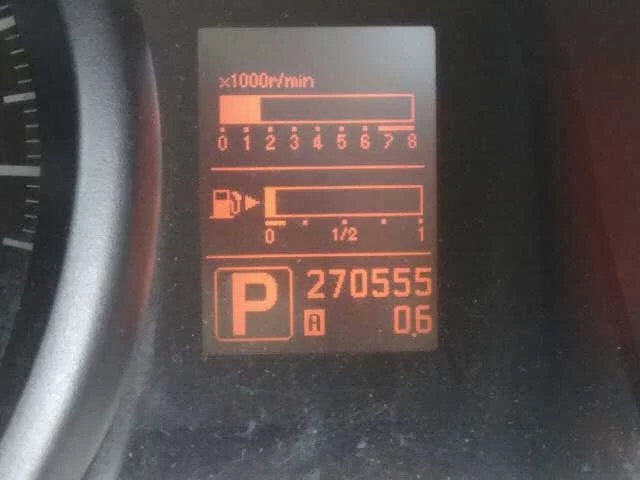 x1000r/min
0 1 2 3 4 5 6 7 8
0 1/2 1
P 270555
A 0.6